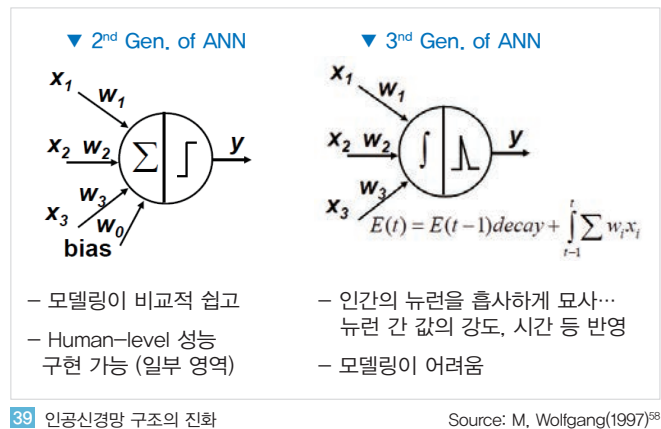 ▼ 2nd Gen. of ANN
x1
w1
x2 w2
w3
x3
w0
bias
Σ
y
– 모델링이 비교적 쉽고
– Human-level 성능
구현 가능 (일부 영역)
▼ 3nd Gen. of ANN
x1
w1
x2 w2
w3
x3
∫
y
E(t) = E(t−1)decay + ∫t−1t ∑ wixi
– 인간의 뉴런을 흡사하게 묘사…
뉴런 간 값의 강도, 시간 등 반영
– 모델링이 어려움
39 인공신경망 구조의 진화
Source: M. Wolfgang(1997)58